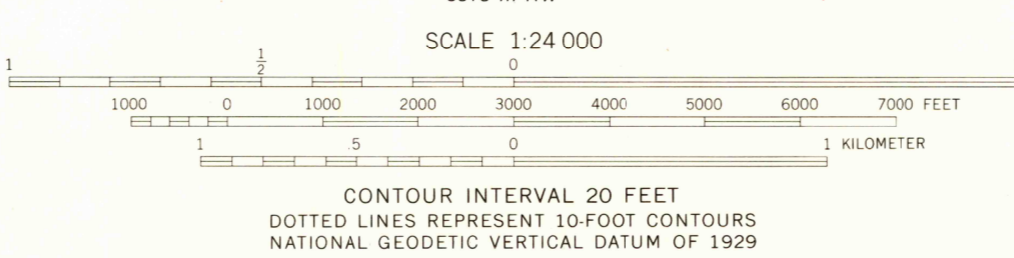 SCALE 1:24 000
1 ½ 0
1000 0 1000 2000 3000 4000 5000 6000 7000 FEET
1 .5 0 1 KILOMETER
CONTOUR INTERVAL 20 FEET
DOTTED LINES REPRESENT 10-FOOT CONTOURS
NATIONAL GEODETIC VERTICAL DATUM OF 1929